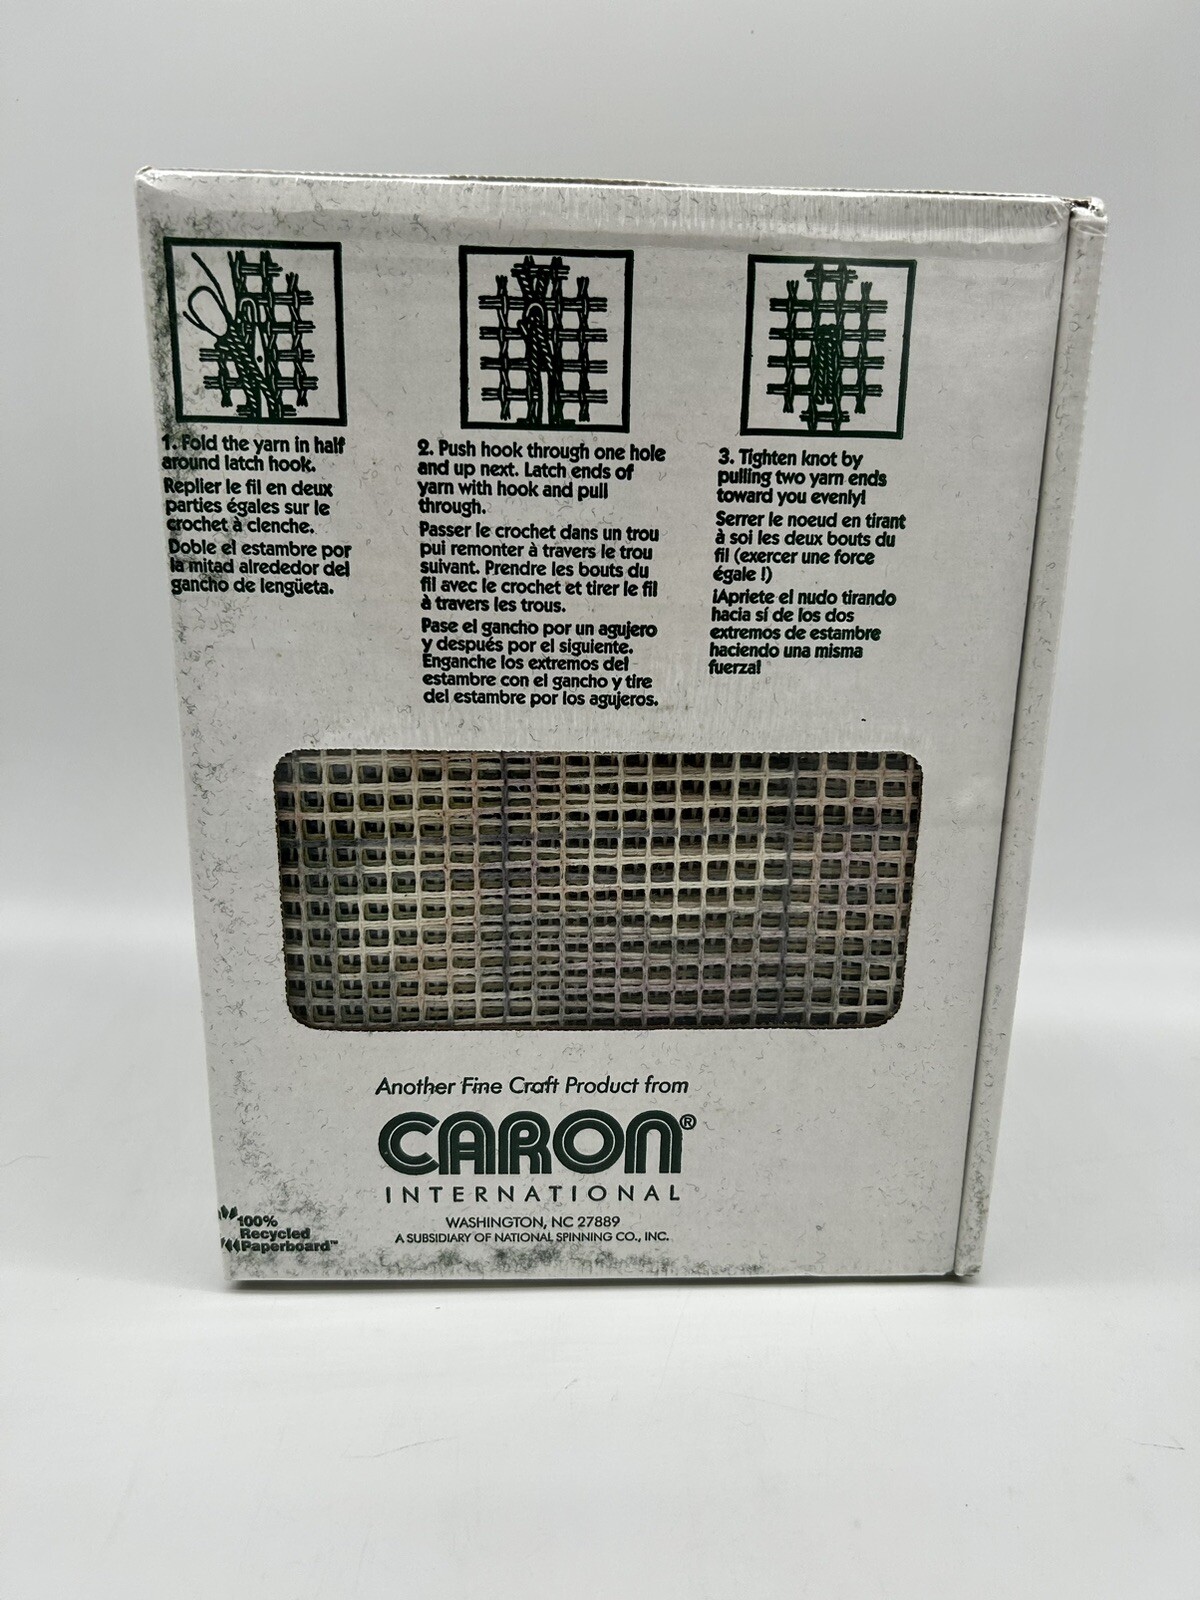 1. Fold the yarn in half
around latch hook.
Replier le fil en deux
parties égales sur le
crochet à clenche.
Doble el estambre por
la mitad alrededor del
gancho de lengüeta.
2. Push hook through one hole
and up next. Latch ends of
yarn with hook and pull
through.
Passer le crochet dans un trou
pui remonter à travers le trou
suivant. Prendre les bouts du
fil avec le crochet et tirer le fil
à travers les trous.
Pase el gancho por un agujero
y después por el siguiente.
Enganche los extremos del
estambre con el gancho y tire
del estambre por los agujeros.
3. Tighten knot by
pulling two yarn ends
toward you evenly!
Serrer le noeud en tirant
à soi les deux bouts du
fil (exercer une force
égale !)
¡Apriete el nudo tirando
hacia sí de los dos
extremos de estambre
haciendo una misma
fuerza!
Another Fine Craft Product from
CARON®
INTERNATIONAL
WASHINGTON, NC 27889
A SUBSIDIARY OF NATIONAL SPINNING CO., INC.
100%
Recycled
Paperboard™